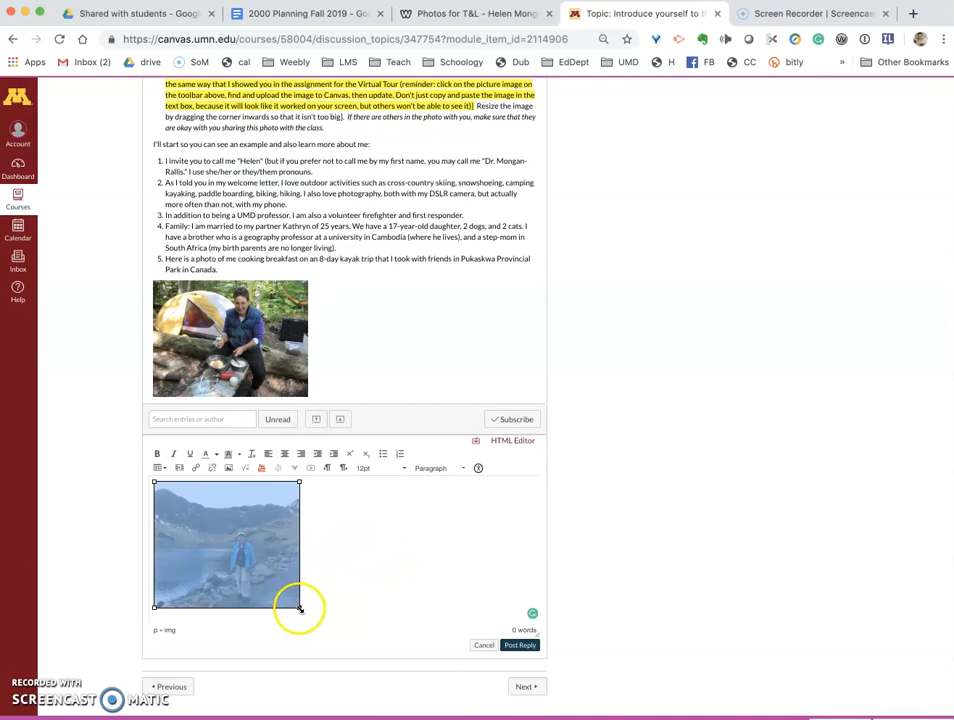 Shared with students - Googl
2000 Planning Fall 2019 - Go
Photos for T&L - Helen Mong
Topic: Introduce yourself to t
Screen Recorder | Screencas
https://canvas.umn.edu/courses/58004/discussion_topics/347754?module_item_id=2114906
Apps Inbox (2) drive SoM cal Weebly LMS Teach Schoology Dub EdDept UMD H FB CC bitly » Other Bookmarks
the same way that I showed you in the assignment for the Virtual Tour (reminder: click on the picture image on
the toolbar above, find and upload the image to Canvas, then update. Don't just copy and paste the image in the
text box, because it will look like it worked on your screen, but others won't be able to see it)] Resize the image
by dragging the corner inwards so that it isn't too big]. If there are others in the photo with you, make sure that they
are okay with you sharing this photo with the class.
I'll start so you can see an example and also learn more about me:
1. I invite you to call me "Helen" (but if you prefer not to call me by my first name, you may call me "Dr. Mongan-
Rallis." I use she/her or they/them pronouns.
2. As I told you in my welcome letter, I love outdoor activities such as cross-country skiing, snowshoeing, camping
kayaking, paddle boarding, biking, hiking. I also love photography, both with my DSLR camera, but actually
more often than not, with my phone.
3. In addition to being a UMD professor, I am also a volunteer firefighter and first responder.
4. Family: I am married to my partner Kathryn of 25 years. We have a 17-year-old daughter, 2 dogs, and 2 cats. I
have a brother who is a geography professor at a university in Cambodia (where he lives), and a step-mom in
South Africa (my birth parents are no longer living).
5. Here is a photo of me cooking breakfast on an 8-day kayak trip that I took with friends in Pukaskwa Provincial
Park in Canada.
Account
Dashboard
Courses
Calendar
Inbox
Help
Search entries or author Unread Subscribe
HTML Editor
B I U A A
12pt Paragraph
p » img
0 words
Cancel Post Reply
Previous Next
RECORDED WITH
SCREENCAST MATIC